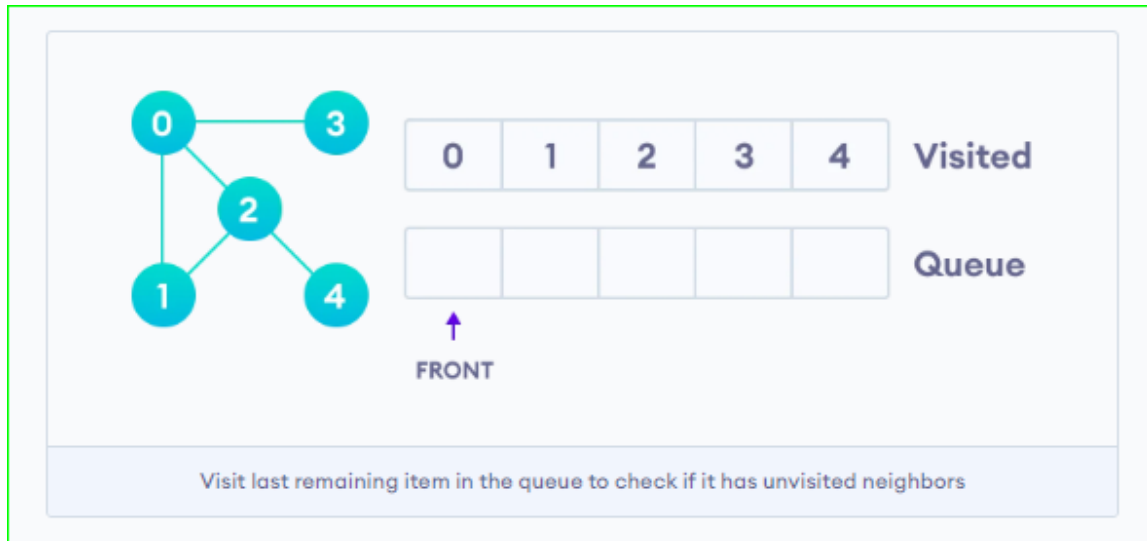 0 3
0 1 2 3 4 Visited
2
Queue
1 4
FRONT
Visit last remaining item in the queue to check if it has unvisited neighbors